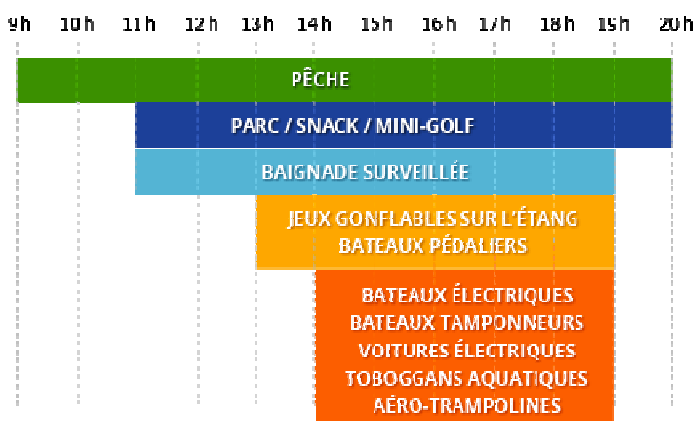 9h 10h 11h 12h 13h 14h 15h 16h 17h 18h 19h 20h
PÊCHE
PARC / SNACK / MINI-GOLF
BAIGNADE SURVEILLÉE
JEUX GONFLABLES SUR L'ÉTANG
BATEAUX PÉDALIERS
BATEAUX ÉLECTRIQUES
BATEAUX TAMPONNEURS
VOITURES ÉLECTRIQUES
TOBOGGANS AQUATIQUES
AÉRO-TRAMPOLINES